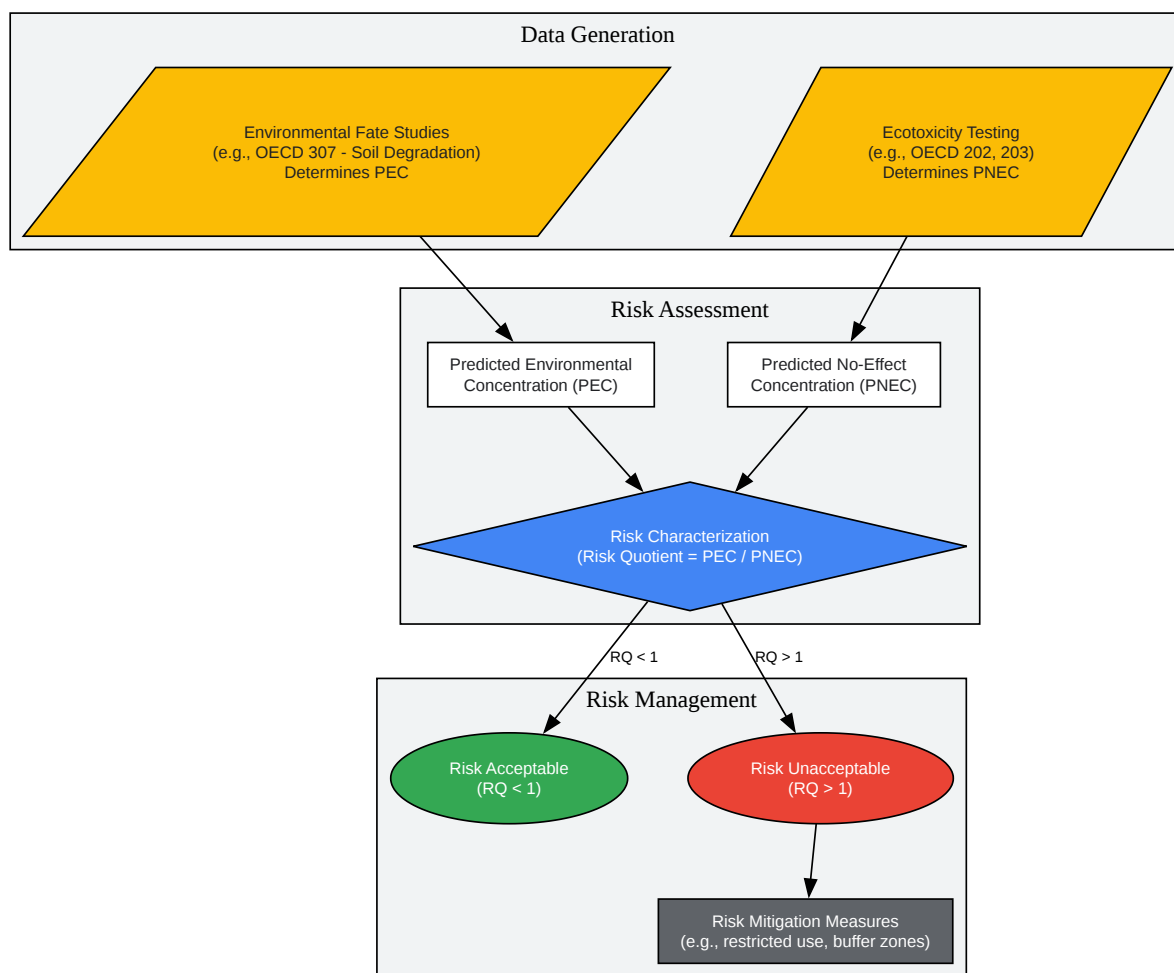 Data Generation
Environmental Fate Studies
(e.g., OECD 307 - Soil Degradation)
Determines PEC
Ecotoxicity Testing
(e.g., OECD 202, 203)
Determines PNEC
Risk Assessment
Predicted Environmental
Concentration (PEC)
Predicted No-Effect
Concentration (PNEC)
Risk Characterization
(Risk Quotient = PEC / PNEC)
RQ < 1
RQ > 1
Risk Management
Risk Acceptable
(RQ < 1)
Risk Unacceptable
(RQ > 1)
Risk Mitigation Measures
(e.g., restricted use, buffer zones)